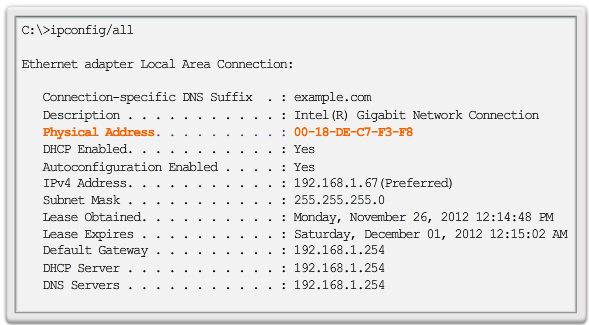 C:\>ipconfig/all
Ethernet adapter Local Area Connection:
Connection-specific DNS Suffix . : example.com
Description . . . . . . . . . . . : Intel(R) Gigabit Network Connection
Physical Address. . . . . . . . . : 00-18-DE-C7-F3-F8
DHCP Enabled. . . . . . . . . . . : Yes
Autoconfiguration Enabled . . . . : Yes
IPv4 Address. . . . . . . . . . . : 192.168.1.67(Preferred)
Subnet Mask . . . . . . . . . . . : 255.255.255.0
Lease Obtained. . . . . . . . . . : Monday, November 26, 2012 12:14:48 PM
Lease Expires . . . . . . . . . . : Saturday, December 01, 2012 12:15:02 AM
Default Gateway . . . . . . . . . : 192.168.1.254
DHCP Server . . . . . . . . . . . : 192.168.1.254
DNS Servers . . . . . . . . . . . : 192.168.1.254